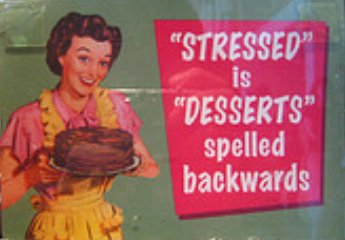 "STRESSED"
is
"DESSERTS"
spelled
backwards